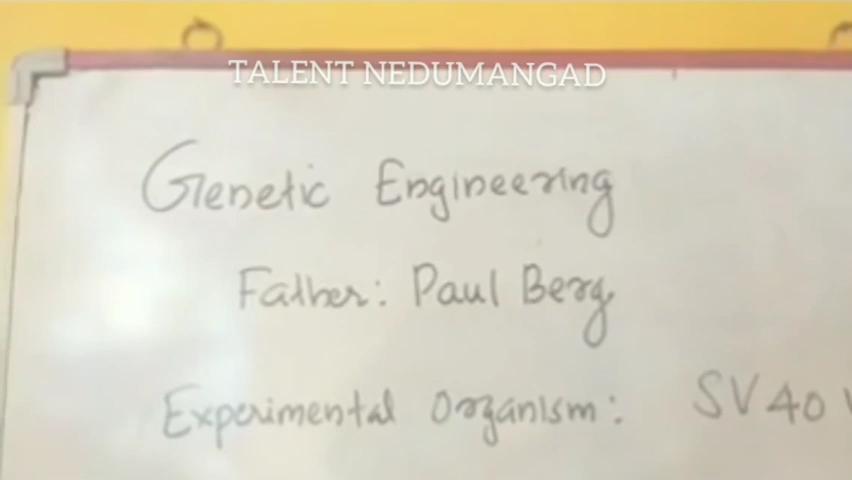 TALENT NEDUMANGAD
Genetic Engineering
Father: Paul Berg
Experimental Organism: SV40